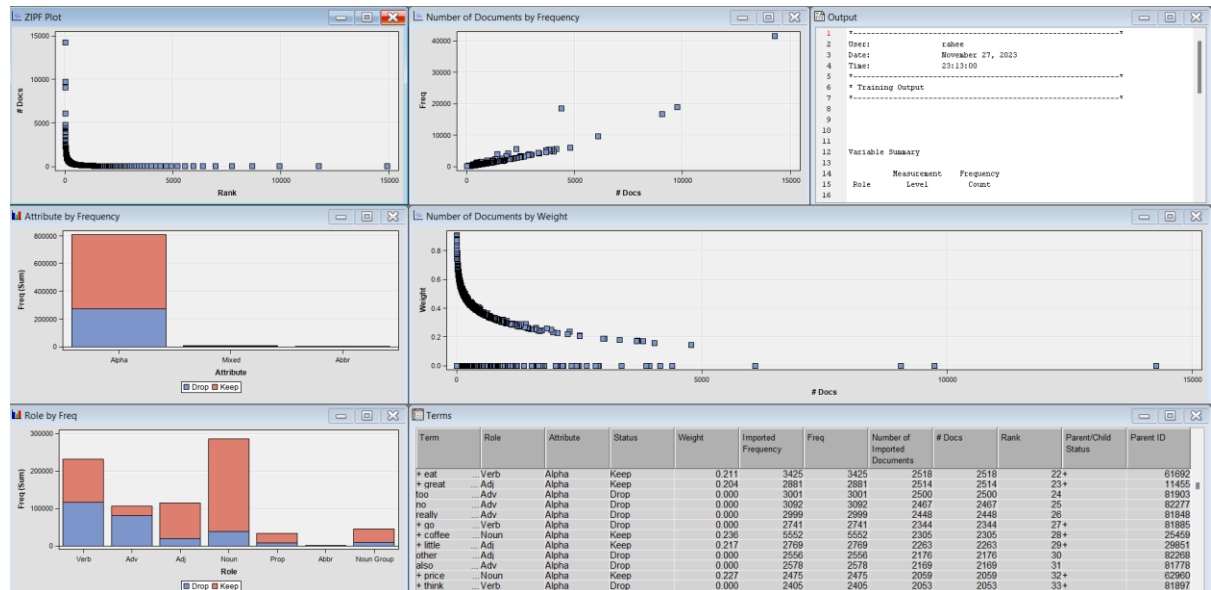 ZIPF Plot
15000
10000
5000
0
# Docs
0 5000 10000 15000
Rank
Number of Documents by Frequency
40000
30000
20000
10000
0
Freq
0 5000 10000 15000
# Docs
Output
1 *------------------------------------------------------------*
2 User: rahee
3 Date: November 27, 2023
4 Time: 23:13:00
5 *------------------------------------------------------------*
6 * Training Output
7 *------------------------------------------------------------*
8
9
10
11
12 Variable Summary
13
14 Measurement Frequency
15 Role Level Count
16
Attribute by Frequency
800000
600000
400000
200000
0
Freq (Sum)
Alpha Mixed Abbr
Attribute
Drop Keep
Number of Documents by Weight
0.8
0.6
0.4
0.2
0.0
Weight
0 5000 10000 15000
# Docs
Role by Freq
300000
200000
100000
0
Freq (Sum)
Verb Adv Adj Noun Prop Abbr Noun Group
Role
Drop Keep
Terms
Term Role Attribute Status Weight Imported Frequency Freq Number of Imported Documents # Docs Rank Parent/Child Status Parent ID
+ eat ...Verb Alpha Keep 0.211 3425 3425 2518 2518 22+ 61692
+ great ...Adj Alpha Keep 0.204 2881 2881 2514 2514 23+ 11455
too ...Adv Alpha Drop 0.000 3001 3001 2500 2500 24 81903
no ...Adv Alpha Drop 0.000 3092 3092 2467 2467 25 82277
really ...Adv Alpha Drop 0.000 2999 2999 2448 2448 26 81848
+ go ...Verb Alpha Drop 0.000 2741 2741 2344 2344 27+ 81885
+ coffee ...Noun Alpha Keep 0.236 5552 5552 2305 2305 28+ 25459
+ little ...Adj Alpha Keep 0.217 2769 2769 2263 2263 29+ 29851
other ...Adj Alpha Drop 0.000 2556 2556 2176 2176 30 82268
also ...Adv Alpha Drop 0.000 2578 2578 2169 2169 31 81778
+ price ...Noun Alpha Keep 0.227 2475 2475 2059 2059 32+ 62960
+ think ...Verb Alpha Drop 0.000 2405 2405 2053 2053 33+ 81897